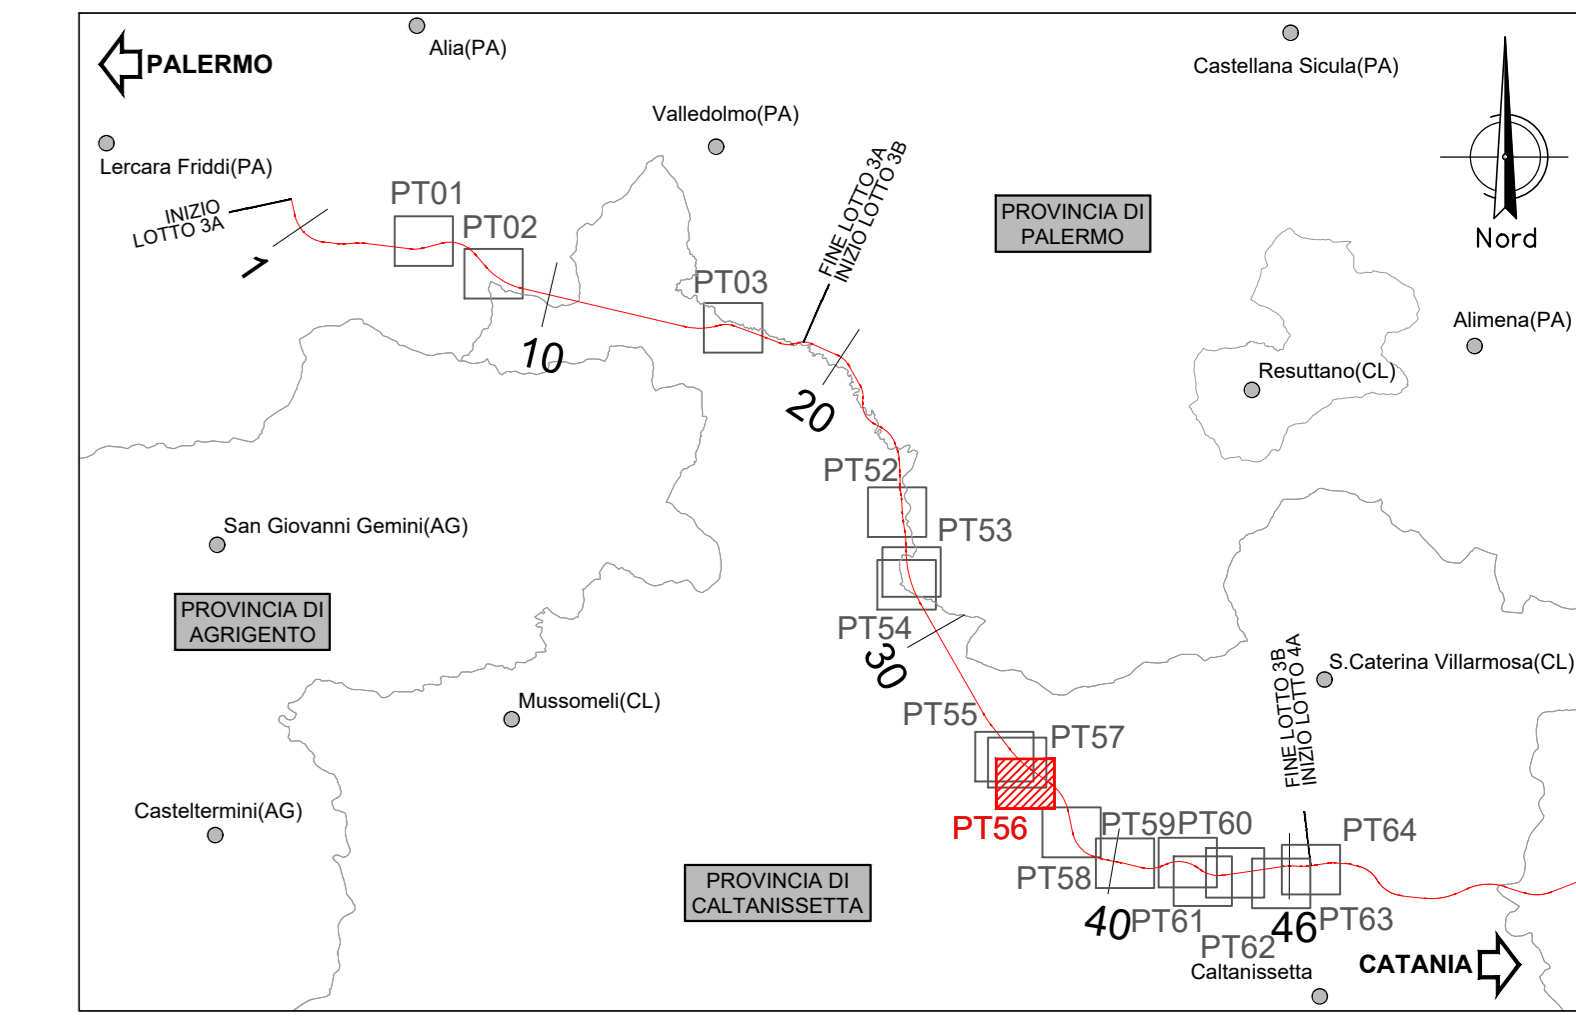 Alia(PA)
PALERMO
Castellana Sicula(PA)
Valledolmo(PA)
Lercara Friddi(PA)
INIZIO
LOTTO 3A
1
PT01
PT02
FINE LOTTO 3A
INIZIO LOTTO 3B
PROVINCIA DI
PALERMO
Nord
PT03
10
20
Alimena(PA)
Resuttano(CL)
PT52
PT53
San Giovanni Gemini(AG)
PROVINCIA DI
AGRIGENTO
PT54
30
S.Caterina Villarmosa(CL)
FINE LOTTO 3B
INIZIO LOTTO 4A
Mussomeli(CL)
PT55
PT57
Casteltermini(AG)
PT56
PT59
PT60
PT64
PROVINCIA DI
CALTANISSETTA
PT58
40
PT61
46
PT63
PT62
Caltanissetta
CATANIA